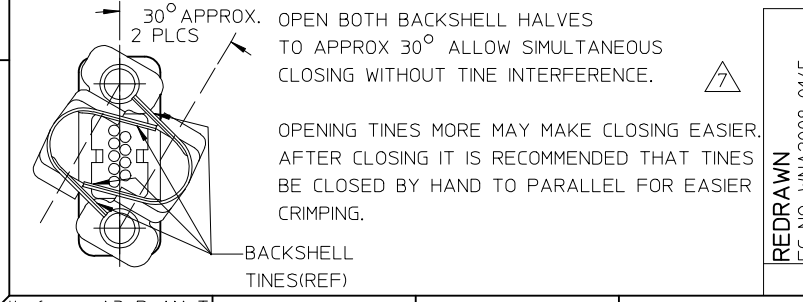 30° APPROX.
2 PLCS
OPEN BOTH BACKSHELL HALVES
TO APPROX 30° ALLOW SIMULTANEOUS
CLOSING WITHOUT TINE INTERFERENCE.
7
OPENING TINES MORE MAY MAKE CLOSING EASIER.
AFTER CLOSING IT IS RECOMMENDED THAT TINES
BE CLOSED BY HAND TO PARALLEL FOR EASIER
CRIMPING.
BACKSHELL
TINES(REF)
REDRAWN